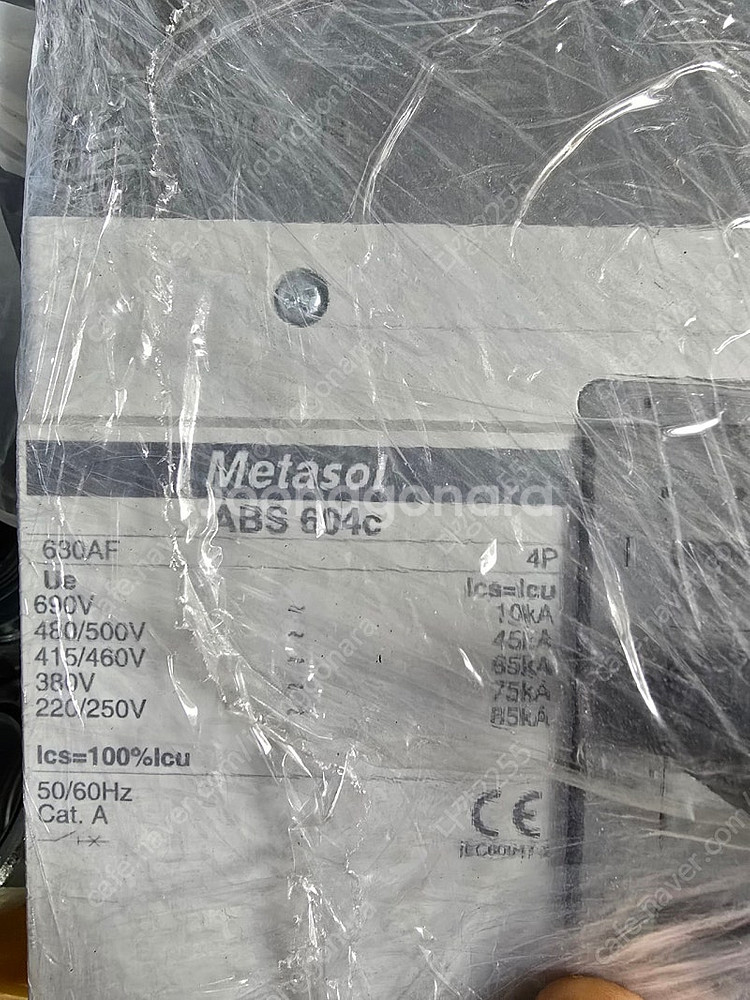 Metasol
joonggonara
ABS 604c
630AF 4P
Ue Ics=Icu
690V ~ 10kA
480/500V ~ 45kA
415/460V ~ 65kA
380V ~ 75kA
220/250V ~ 85kA
Ics=100%Icu
50/60Hz
Cat. A
CE